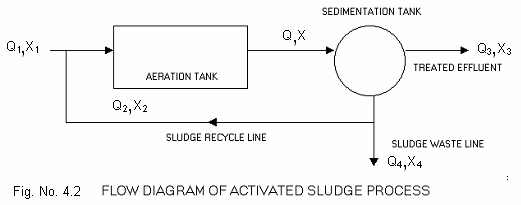 SEDIMENTATION TANK
Q1,X1
Q,X
Q3,X3
AERATION TANK
TREATED EFFLUENT
Q2,X2
SLUDGE RECYCLE LINE
SLUDGE WASTE LINE
Q4,X4
Fig. No. 4.2 FLOW DIAGRAM OF ACTIVATED SLUDGE PROCESS